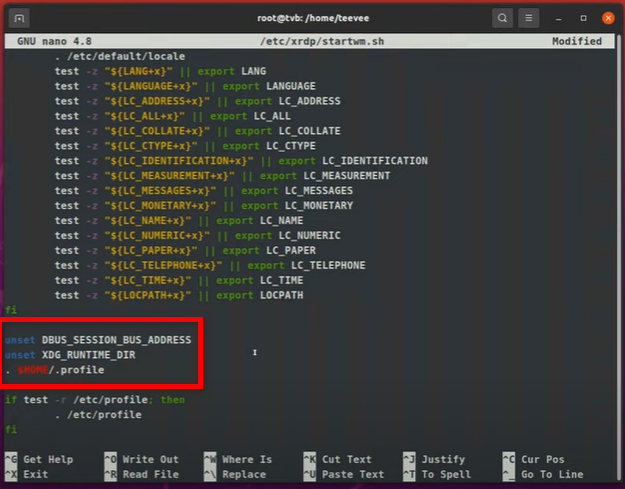 root@tvb: /home/teevee
GNU nano 4.8 /etc/xrdp/startwm.sh Modified
. /etc/default/locale
test -z "${LANG+x}" || export LANG
test -z "${LANGUAGE+x}" || export LANGUAGE
test -z "${LC_ADDRESS+x}" || export LC_ADDRESS
test -z "${LC_ALL+x}" || export LC_ALL
test -z "${LC_COLLATE+x}" || export LC_COLLATE
test -z "${LC_CTYPE+x}" || export LC_CTYPE
test -z "${LC_IDENTIFICATION+x}" || export LC_IDENTIFICATION
test -z "${LC_MEASUREMENT+x}" || export LC_MEASUREMENT
test -z "${LC_MESSAGES+x}" || export LC_MESSAGES
test -z "${LC_MONETARY+x}" || export LC_MONETARY
test -z "${LC_NAME+x}" || export LC_NAME
test -z "${LC_NUMERIC+x}" || export LC_NUMERIC
test -z "${LC_PAPER+x}" || export LC_PAPER
test -z "${LC_TELEPHONE+x}" || export LC_TELEPHONE
test -z "${LC_TIME+x}" || export LC_TIME
test -z "${LOCPATH+x}" || export LOCPATH
fi
unset DBUS_SESSION_BUS_ADDRESS
unset XDG_RUNTIME_DIR
. $HOME/.profile
if test -r /etc/profile; then
. /etc/profile
fi
^G Get Help ^O Write Out ^W Where Is ^K Cut Text ^J Justify ^C Cur Pos
^X Exit ^R Read File ^\ Replace ^U Paste Text ^T To Spell ^_ Go To Line